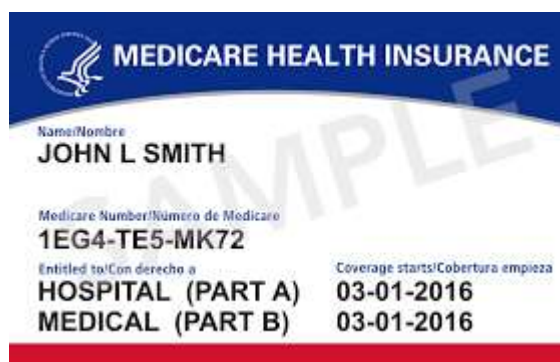 MEDICARE HEALTH INSURANCE
Name/Nombre
JOHN L SMITH
SAMPLE
Medicare Number/Número de Medicare
1EG4-TE5-MK72
Entitled to/Con derecho a Coverage starts/Cobertura empieza
HOSPITAL (PART A) 03-01-2016
MEDICAL (PART B) 03-01-2016